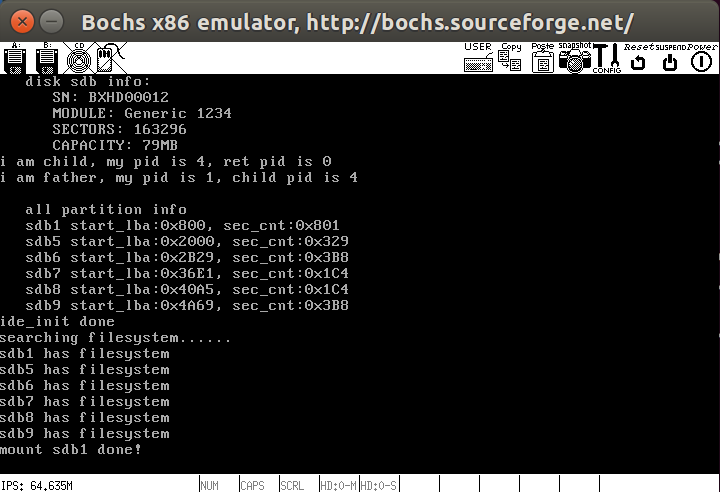 Bochs x86 emulator, http://bochs.sourceforge.net/
A: B: CD USER Copy Paste snapshot CONFIG Reset SUSPEND Power
disk sdb info:
SN: BXHD00012
MODULE: Generic 1234
SECTORS: 163296
CAPACITY: 79MB
i am child, my pid is 4, ret pid is 0
i am father, my pid is 1, child pid is 4
all partition info
sdb1 start_lba:0x800, sec_cnt:0x801
sdb5 start_lba:0x2000, sec_cnt:0x329
sdb6 start_lba:0x2B29, sec_cnt:0x3B8
sdb7 start_lba:0x36E1, sec_cnt:0x1C4
sdb8 start_lba:0x40A5, sec_cnt:0x1C4
sdb9 start_lba:0x4A69, sec_cnt:0x3B8
ide_init done
searching filesystem......
sdb1 has filesystem
sdb5 has filesystem
sdb6 has filesystem
sdb7 has filesystem
sdb8 has filesystem
sdb9 has filesystem
mount sdb1 done!
IPS: 64.635M NUM CAPS SCRL HD:0-M HD:0-S